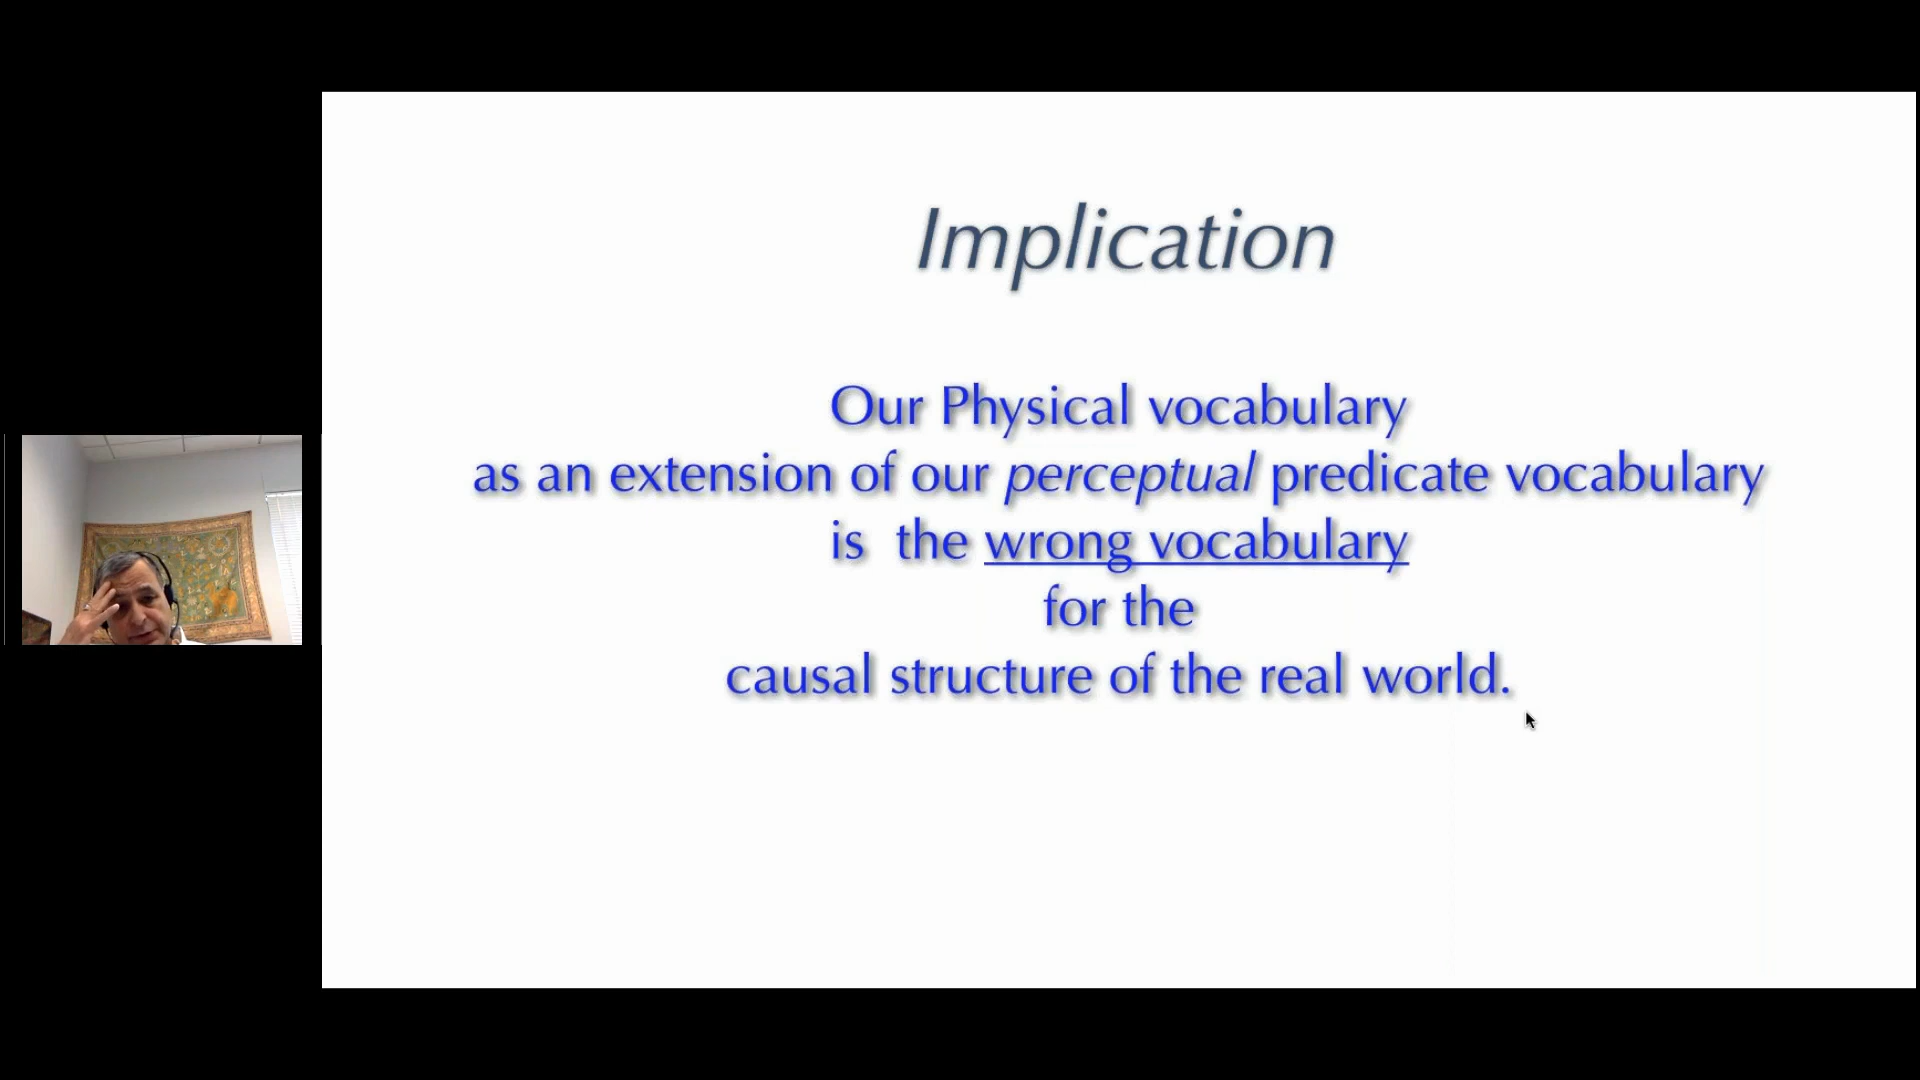 Implication
Our Physical vocabulary
as an extension of our perceptual predicate vocabulary
is the wrong vocabulary
for the
causal structure of the real world.